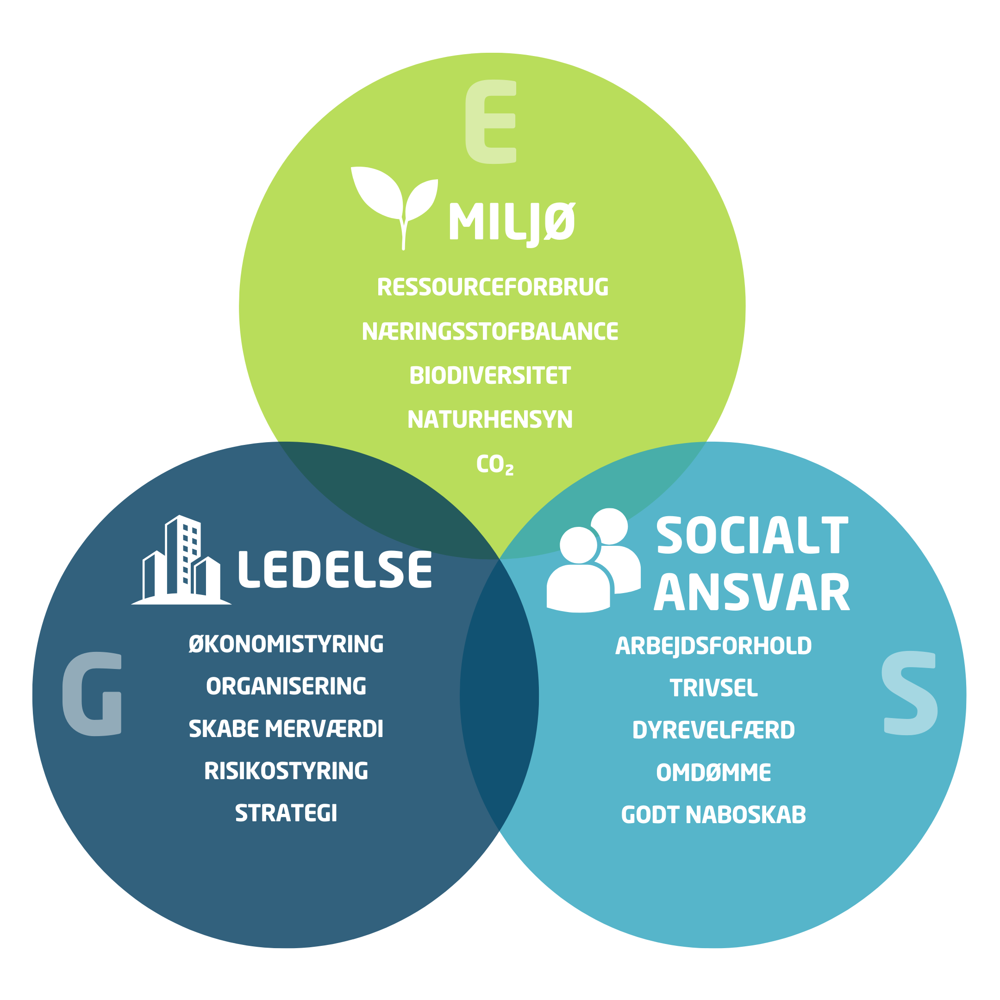 E
MILJØ
RESSOURCEFORBRUG
NÆRINGSSTOFBALANCE
BIODIVERSITET
NATURHENSYN
CO₂
G
LEDELSE
ØKONOMISTYRING
ORGANISERING
SKABE MERVÆRDI
RISIKOSTYRING
STRATEGI
SOCIALT
ANSVAR
ARBEJDSFORHOLD
TRIVSEL
DYREVELFÆRD
OMDØMME
GODT NABOSKAB
S